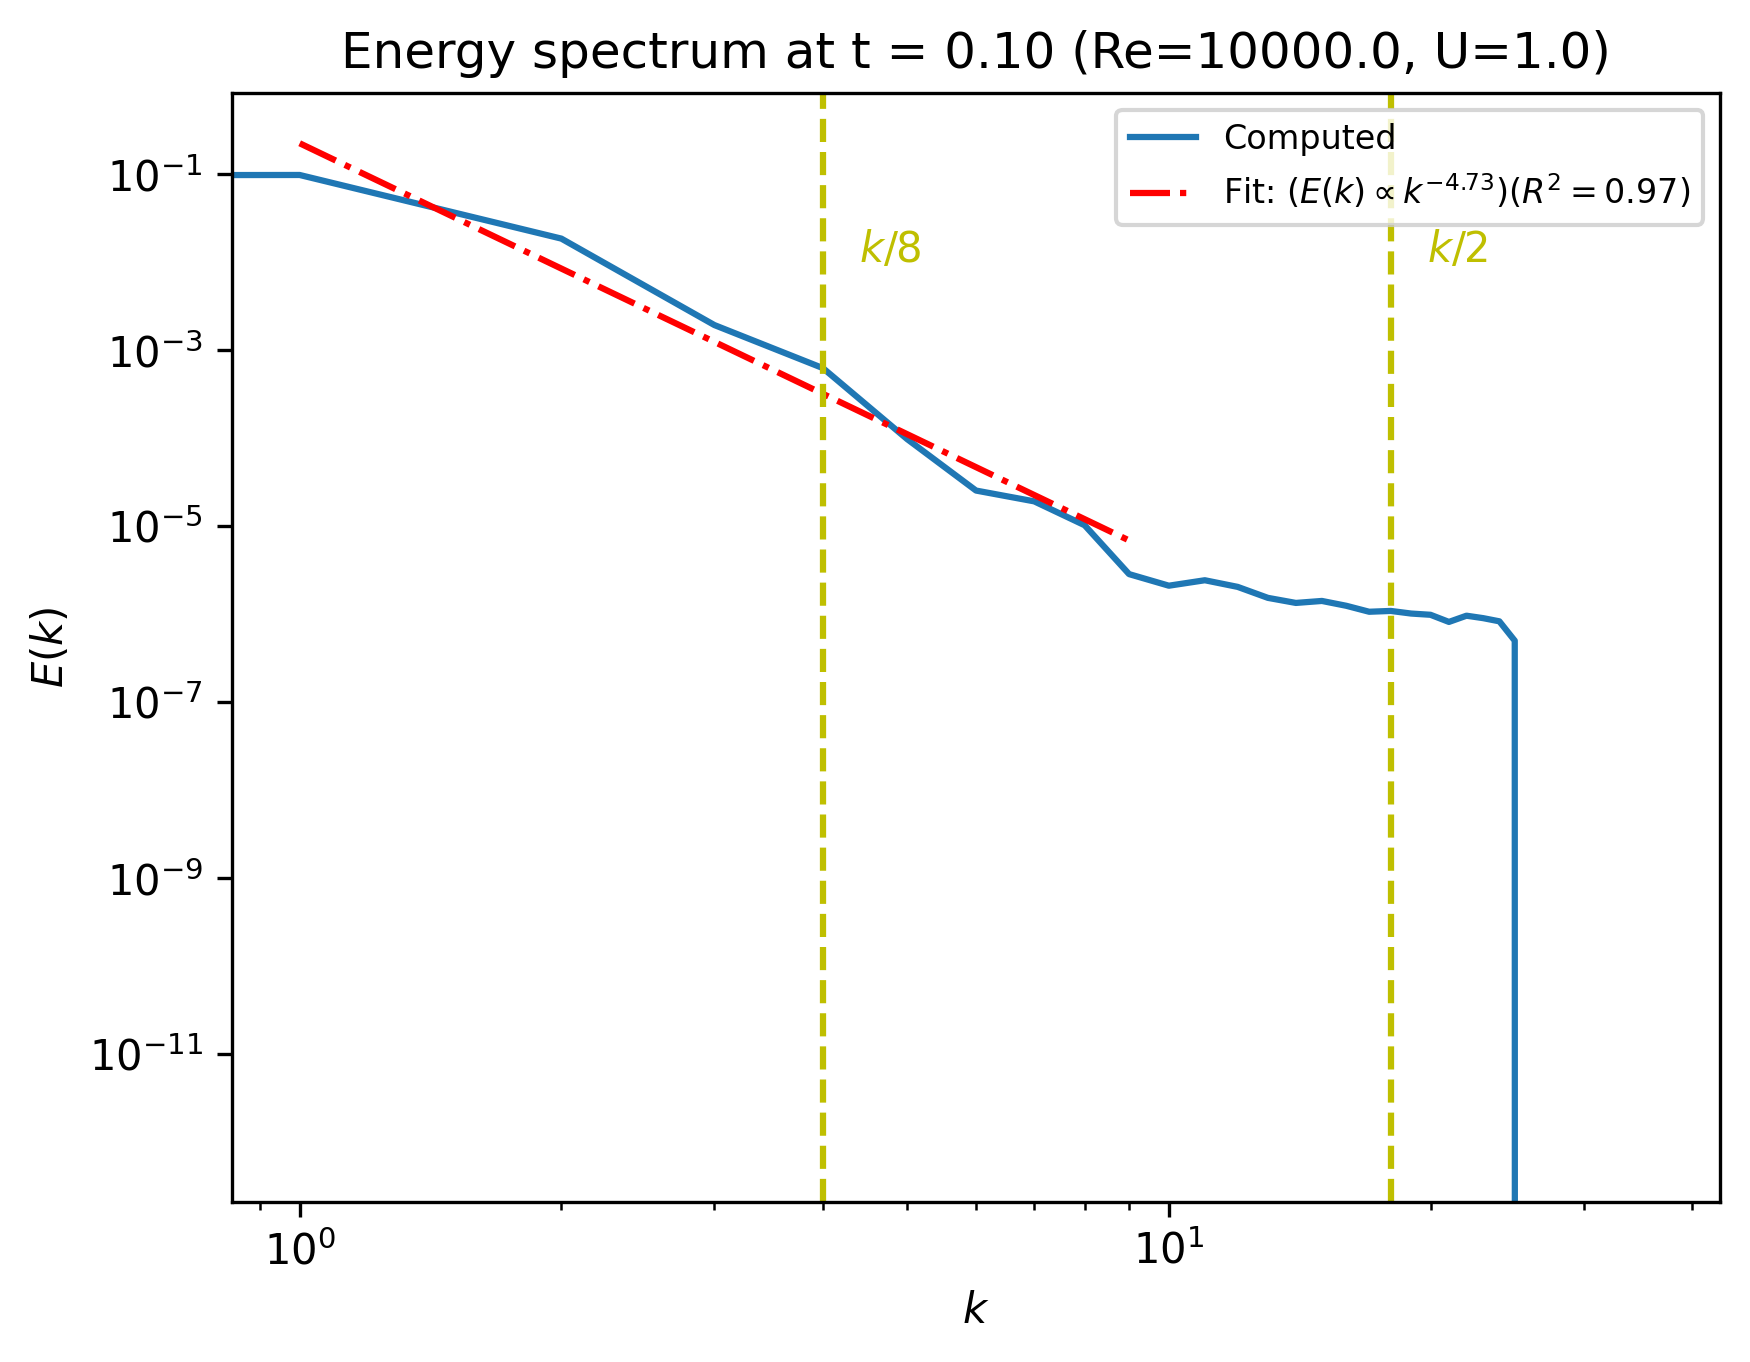 Energy spectrum at t = 0.10 (Re=10000.0, U=1.0)
Computed
Fit: (E(k) ∝ k^{-4.73})(R^2 = 0.97)
k/8
k/2
10^{-1}
10^{-3}
10^{-5}
10^{-7}
10^{-9}
10^{-11}
E(k)
10^0
10^1
k